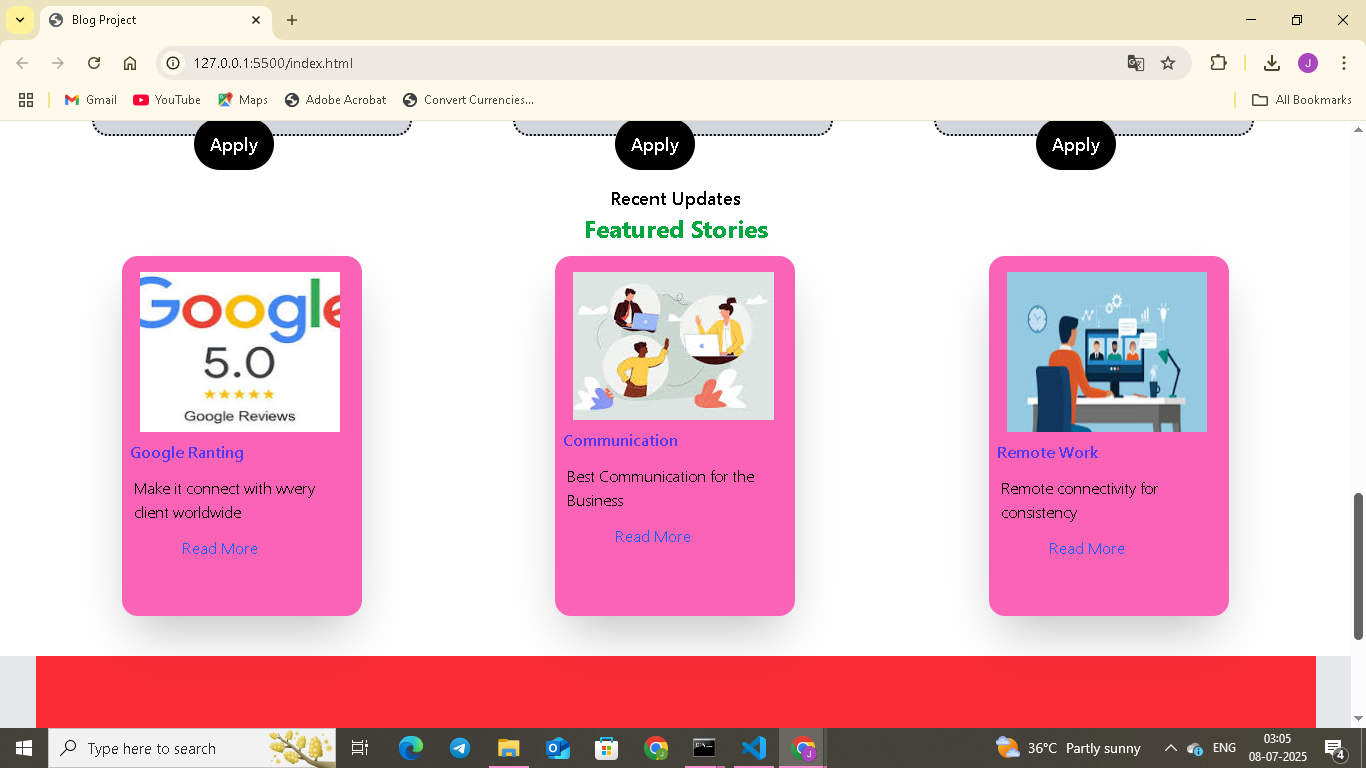 Blog Project
127.0.0.1:5500/index.html
J
Gmail
YouTube
Maps
Adobe Acrobat
Convert Currencies...
All Bookmarks
Apply
Apply
Apply
Recent Updates
Featured Stories
Google
5.0
Google Reviews
Google Ranting
Make it connect with wvery
client worldwide
Read More
Communication
Best Communication for the
Business
Read More
Remote Work
Remote connectivity for
consistency
Read More
Type here to search
36°C Partly sunny
ENG
03:05
08-07-2025
4